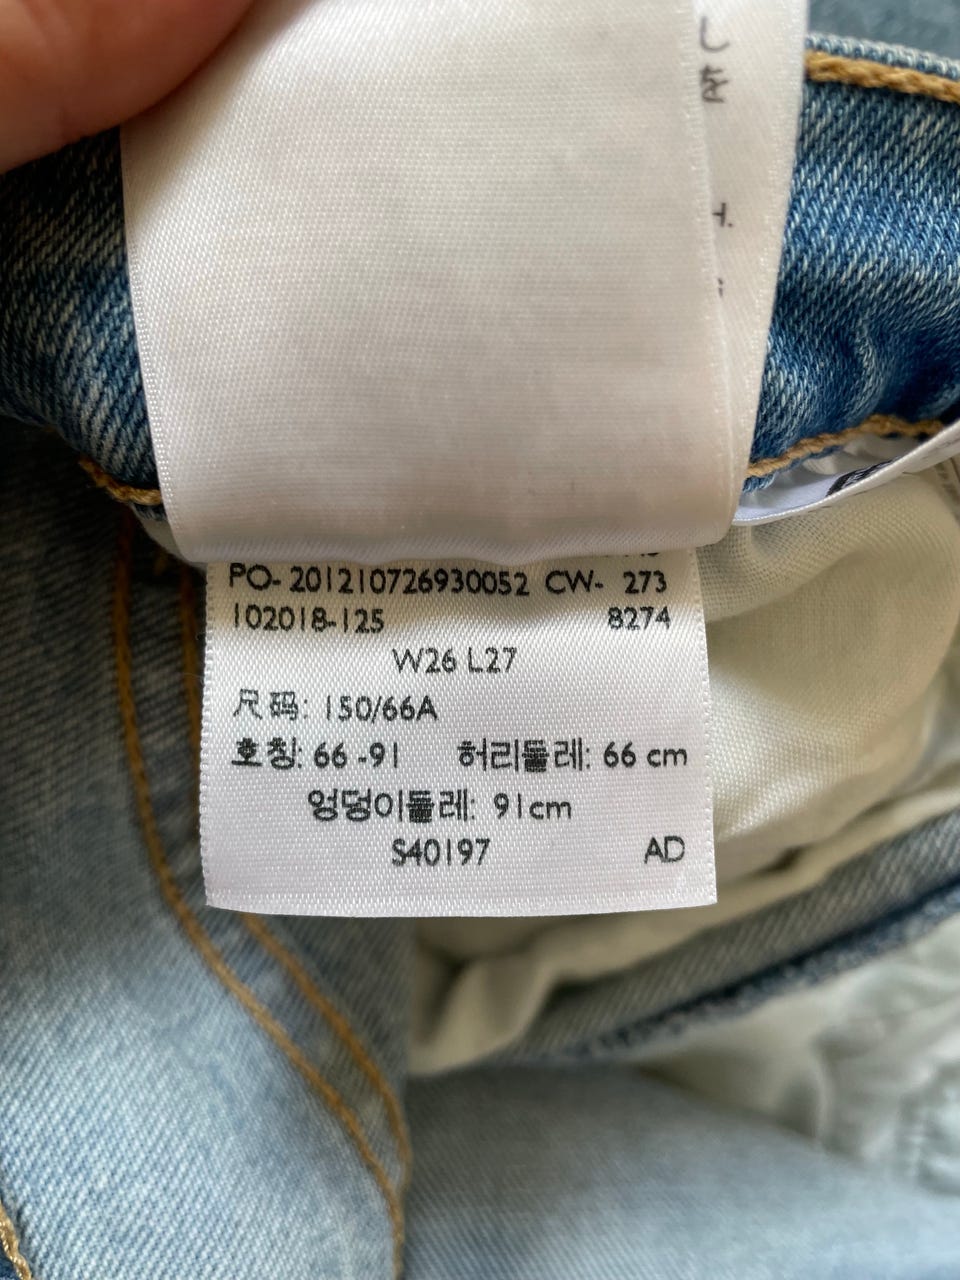 PO- 201210726930052 CW- 273
102018-125 8274
W26 L27
尺码: 150/66A
호칭: 66 -91 허리둘레: 66 cm
엉덩이둘레: 91cm
S40197 AD